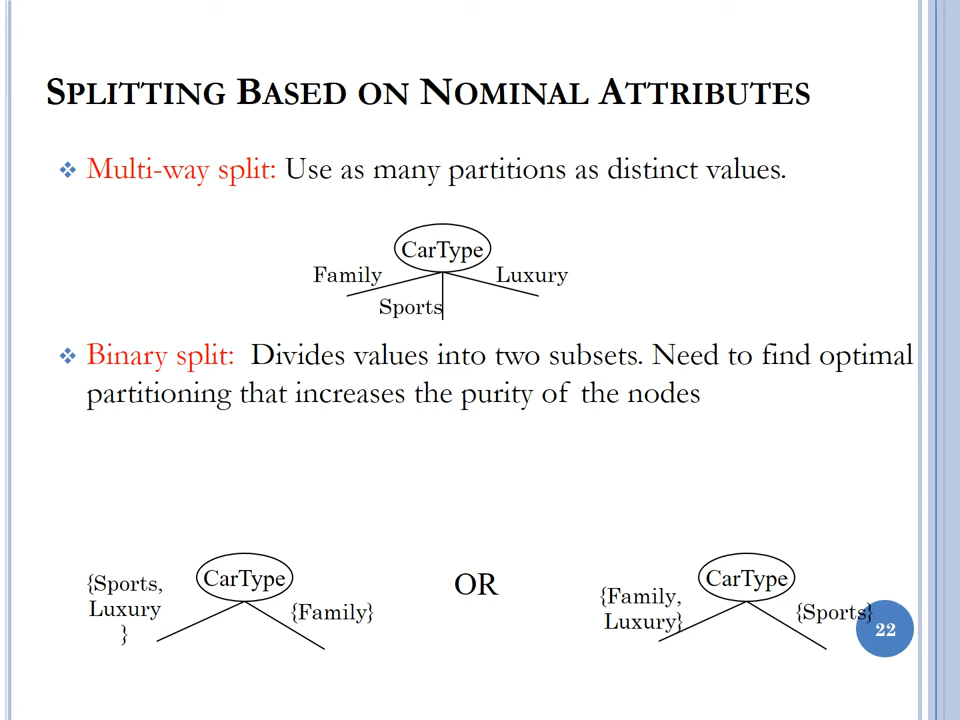 SPLITTING BASED ON NOMINAL ATTRIBUTES
❖ Multi-way split: Use as many partitions as distinct values.
CarType
Family
Luxury
Sports
❖ Binary split: Divides values into two subsets. Need to find optimal
partitioning that increases the purity of the nodes
{Sports,
Luxury
}
CarType
{Family}
OR
{Family,
Luxury}
CarType
{Sports}
22